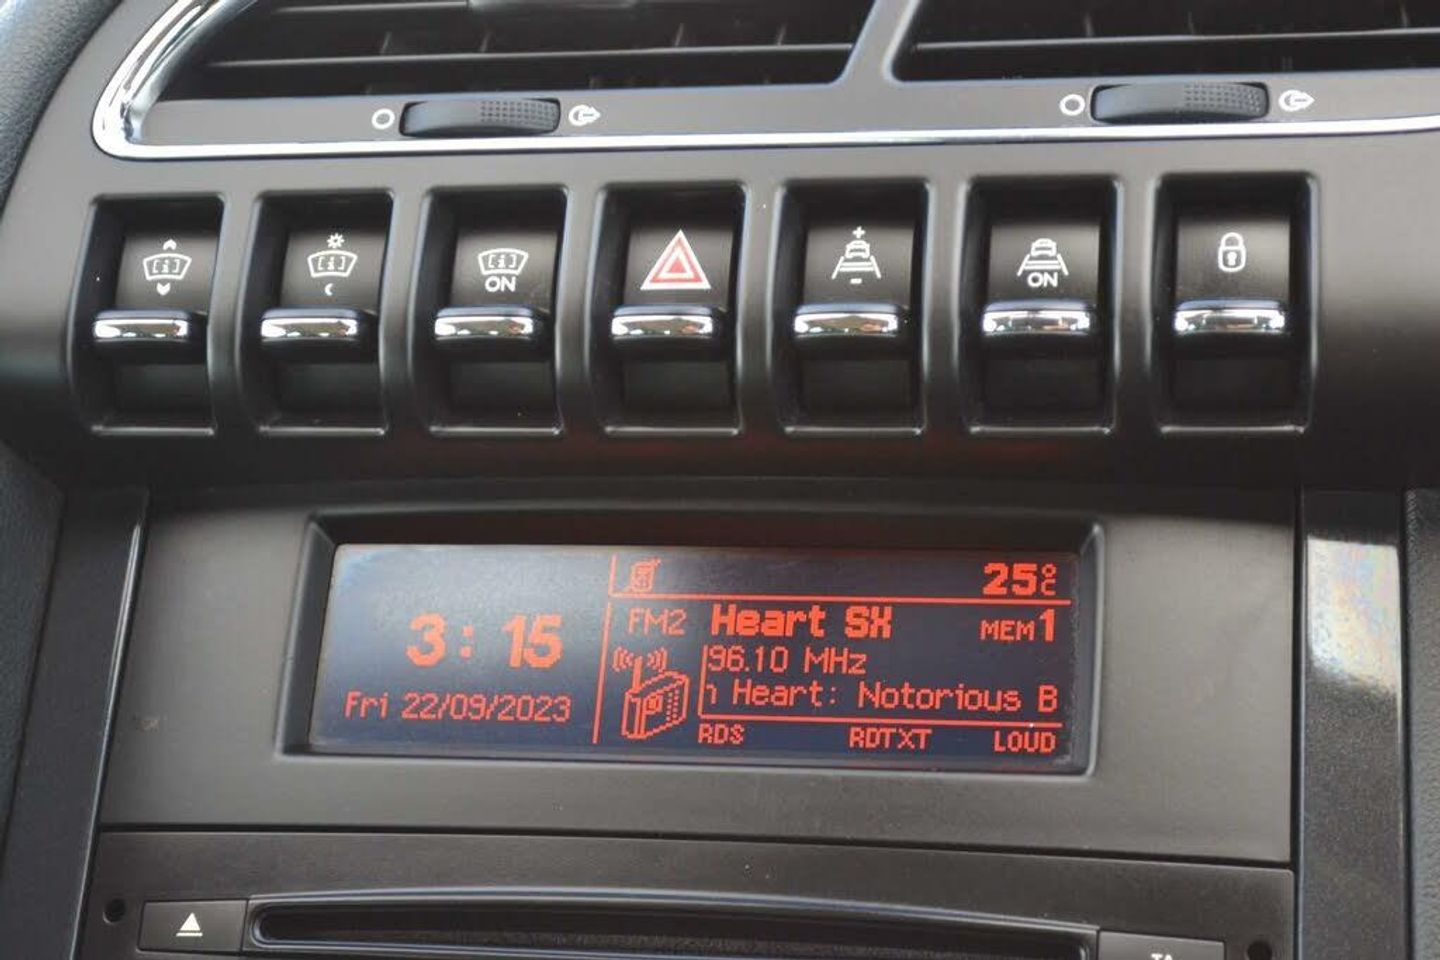 ON
ON
25°C
3:15
FM2 Heart SX MEM1
96.10 MHz
Heart: Notorious B
Fri 22/09/2023
RDS RDTXT LOUD
TA